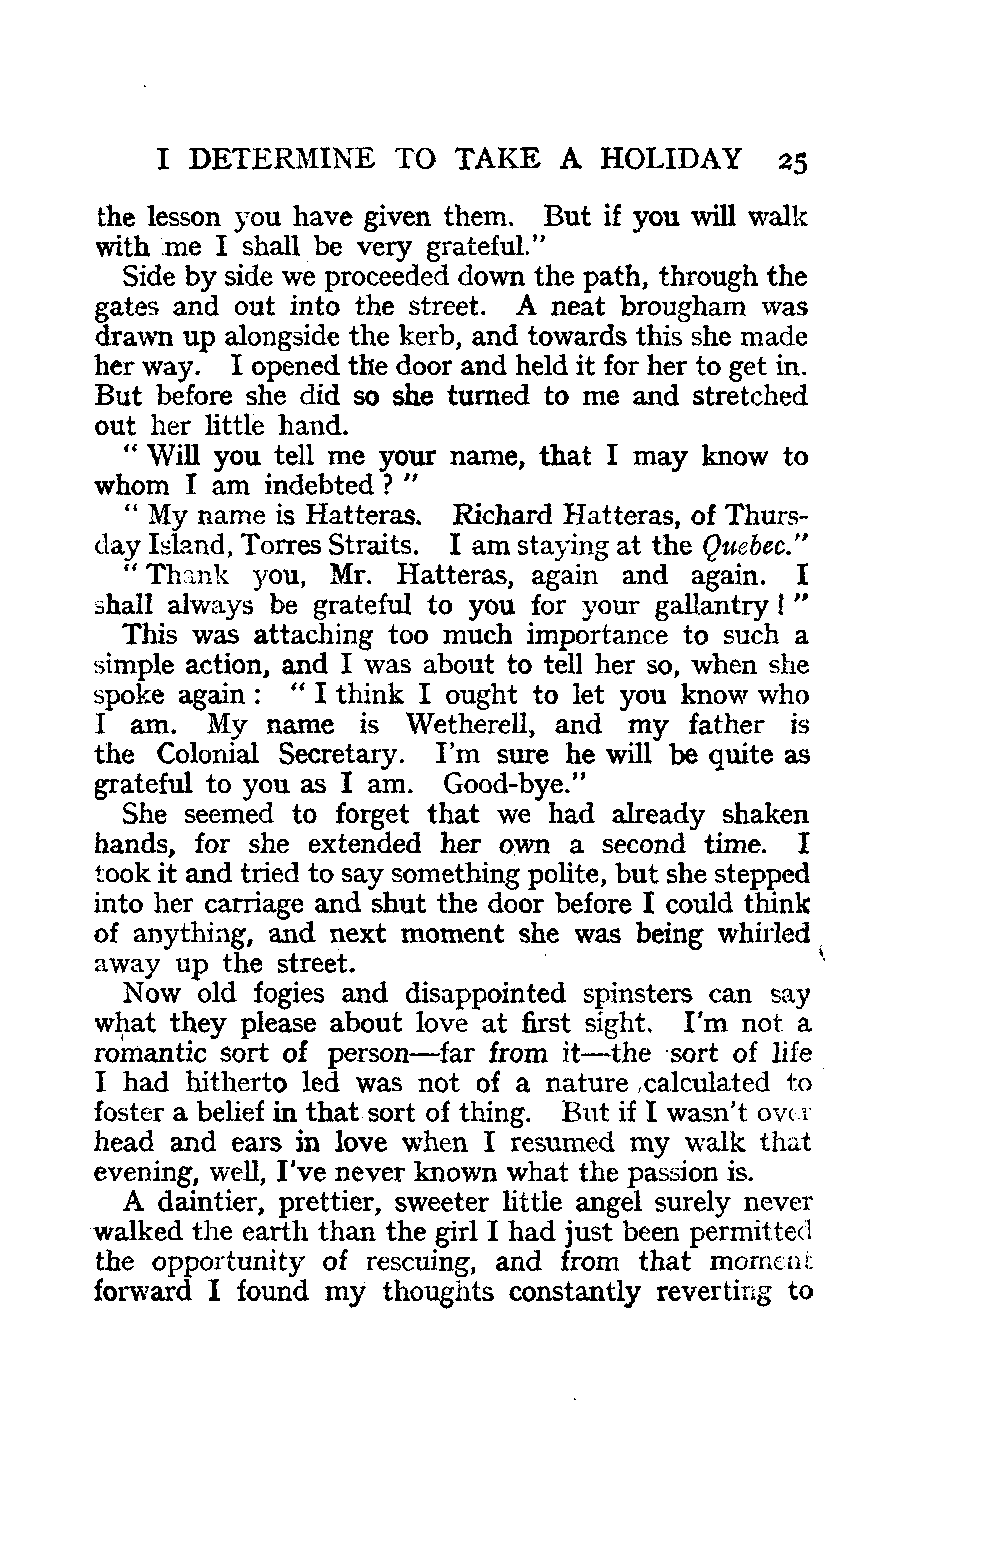 I DETERMINE TO TAKE A HOLIDAY 25
the lesson you have given them. But if you will walk
with me I shall be very grateful."
Side by side we proceeded down the path, through the
gates and out into the street. A neat brougham was
drawn up alongside the kerb, and towards this she made
her way. I opened the door and held it for her to get in.
But before she did so she turned to me and stretched
out her little hand.
" Will you tell me your name, that I may know to
whom I am indebted ? "
" My name is Hatteras. Richard Hatteras, of Thurs-
day Island, Torres Straits. I am staying at the Quebec."
" Thank you, Mr. Hatteras, again and again. I
shall always be grateful to you for your gallantry ! "
This was attaching too much importance to such a
simple action, and I was about to tell her so, when she
spoke again : " I think I ought to let you know who
I am. My name is Wetherell, and my father is
the Colonial Secretary. I'm sure he will be quite as
grateful to you as I am. Good-bye."
She seemed to forget that we had already shaken
hands, for she extended her own a second time. I
took it and tried to say something polite, but she stepped
into her carriage and shut the door before I could think
of anything, and next moment she was being whirled
away up the street.
Now old fogies and disappointed spinsters can say
what they please about love at first sight. I'm not a
romantic sort of person—far from it—the sort of life
I had hitherto led was not of a nature calculated to
foster a belief in that sort of thing. But if I wasn't over
head and ears in love when I resumed my walk that
evening, well, I've never known what the passion is.
A daintier, prettier, sweeter little angel surely never
walked the earth than the girl I had just been permitted
the opportunity of rescuing, and from that moment
forward I found my thoughts constantly reverting to